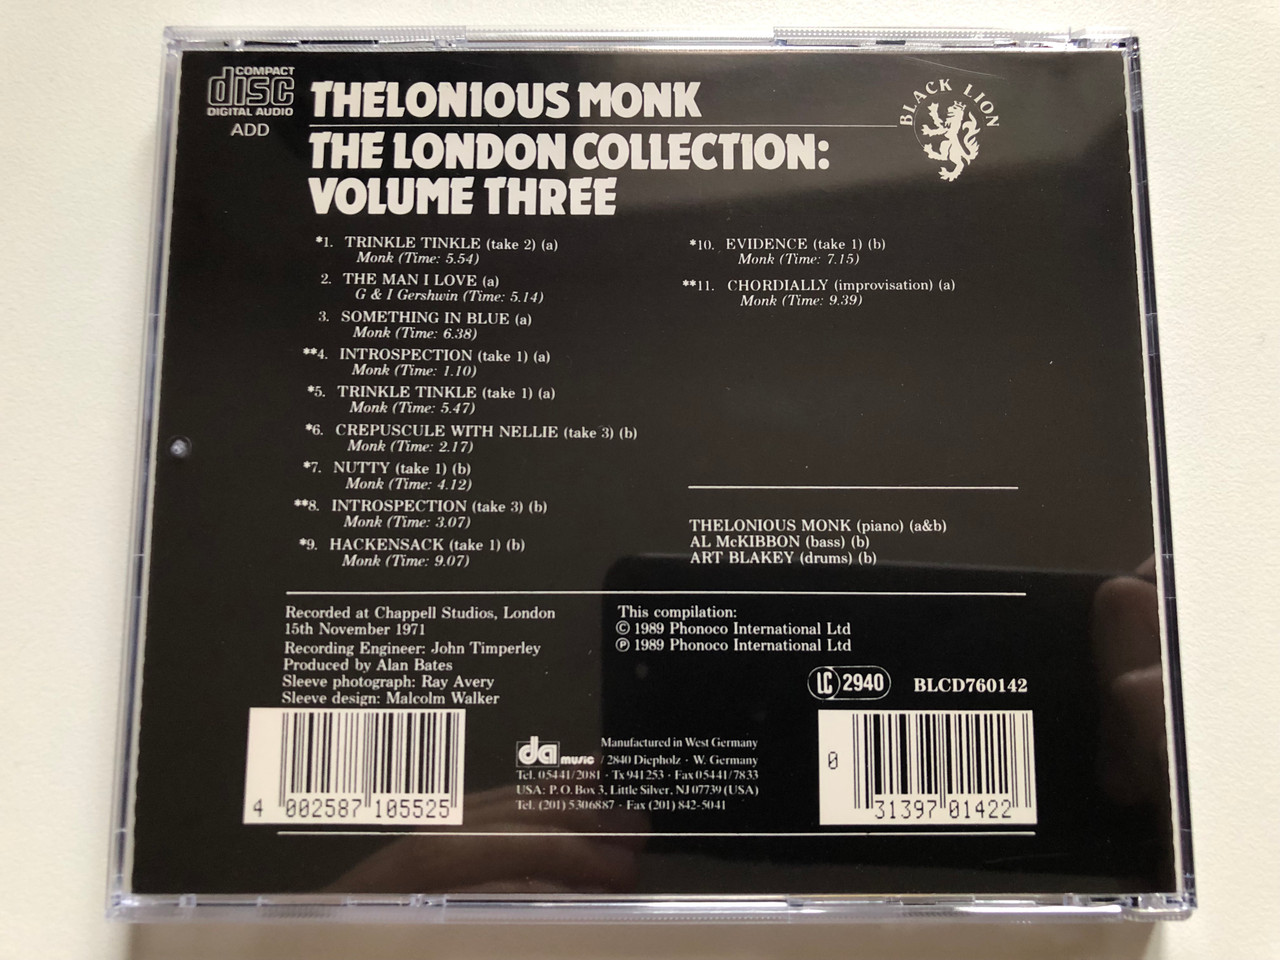 COMPACT
disc
DIGITAL AUDIO
ADD
THELONIOUS MONK
THE LONDON COLLECTION:
VOLUME THREE
BLACK LION
*1. TRINKLE TINKLE (take 2) (a)
Monk (Time: 5.54)
2. THE MAN I LOVE (a)
G & I Gershwin (Time: 5.14)
3. SOMETHING IN BLUE (a)
Monk (Time: 6.38)
**4. INTROSPECTION (take 1) (a)
Monk (Time: 1.10)
*5. TRINKLE TINKLE (take 1) (a)
Monk (Time: 5.47)
*6. CREPUSCULE WITH NELLIE (take 3) (b)
Monk (Time: 2.17)
*7. NUTTY (take 1) (b)
Monk (Time: 4.12)
**8. INTROSPECTION (take 3) (b)
Monk (Time: 3.07)
*9. HACKENSACK (take 1) (b)
Monk (Time: 9.07)
*10. EVIDENCE (take 1) (b)
Monk (Time: 7.15)
**11. CHORDIALLY (improvisation) (a)
Monk (Time: 9.39)
THELONIOUS MONK (piano) (a&b)
AL McKIBBON (bass) (b)
ART BLAKEY (drums) (b)
Recorded at Chappell Studios, London
15th November 1971
Recording Engineer: John Timperley
Produced by Alan Bates
Sleeve photograph: Ray Avery
Sleeve design: Malcolm Walker
This compilation:
© 1989 Phonoco International Ltd
℗ 1989 Phonoco International Ltd
LC 2940
BLCD760142
4 002587 105525
da music
Manufactured in West Germany
/ 2840 Diepholz · W. Germany
Tel. 05441/2081 · Tx 941253 · Fax 05441/7833
USA: P.O. Box 3, Little Silver, NJ 07739 (USA)
Tel. (201) 5306887 · Fax (201) 842-5041
0 31397 01422